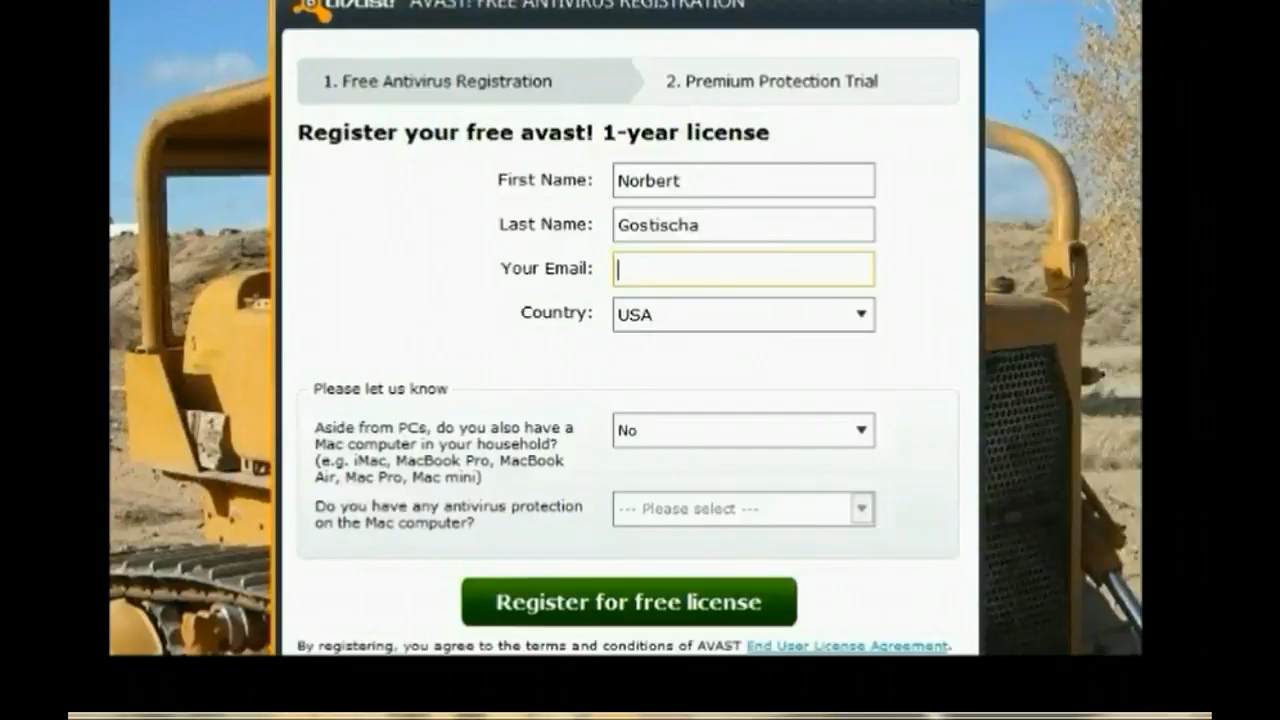 avast! AVAST! FREE ANTIVIRUS REGISTRATION
1. Free Antivirus Registration
2. Premium Protection Trial
Register your free avast! 1-year license
First Name: Norbert
Last Name: Gostischa
Your Email:
Country: USA
Please let us know
Aside from PCs, do you also have a
Mac computer in your household?
(e.g. iMac, MacBook Pro, MacBook
Air, Mac Pro, Mac mini)
No
Do you have any antivirus protection
on the Mac computer?
--- Please select ---
Register for free license
By registering, you agree to the terms and conditions of AVAST End User License Agreement.